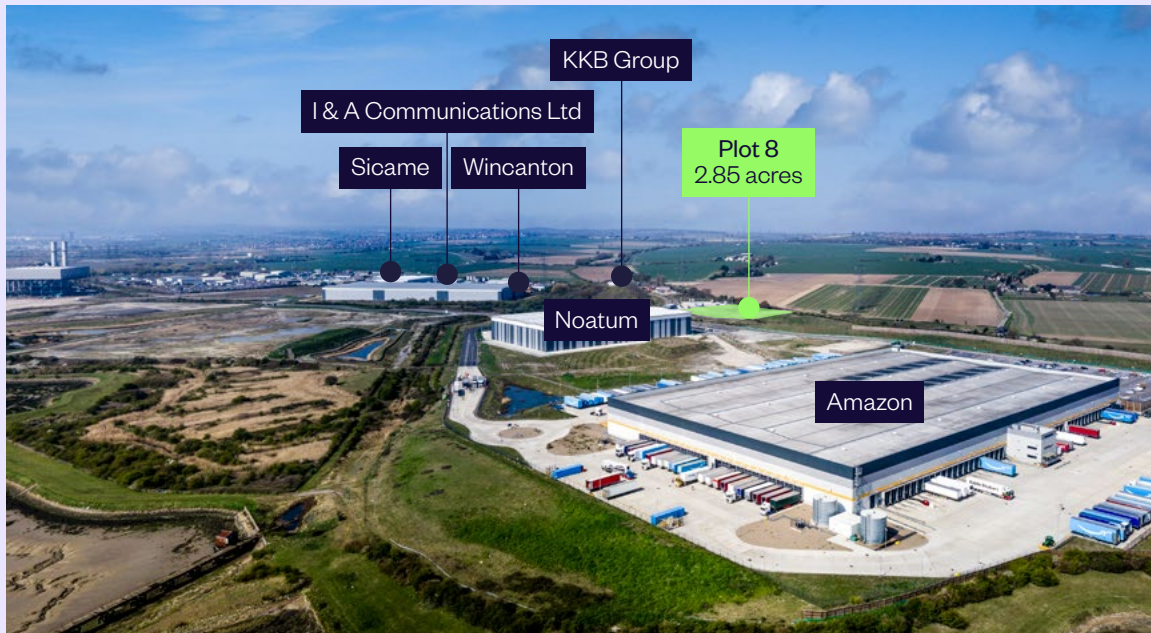 KKB Group
I & A Communications Ltd
Sicame
Wincanton
Plot 8
2.85 acres
Noatum
Amazon